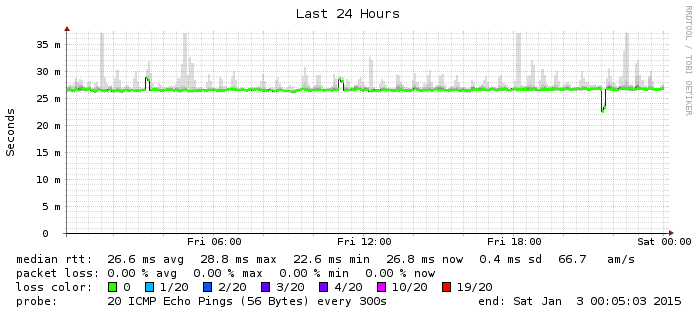 Last 24 Hours
RRDTOOL / TOBI OETIKER
Seconds
35 m
30 m
25 m
20 m
15 m
10 m
5 m
0
Fri 06:00 Fri 12:00 Fri 18:00 Sat 00:00
median rtt: 26.6 ms avg 28.8 ms max 22.6 ms min 26.8 ms now 0.4 ms sd 66.7 am/s
packet loss: 0.00 % avg 0.00 % max 0.00 % min 0.00 % now
loss color: 0 1/20 2/20 3/20 4/20 10/20 19/20
probe: 20 ICMP Echo Pings (56 Bytes) every 300s end: Sat Jan 3 00:05:03 2015